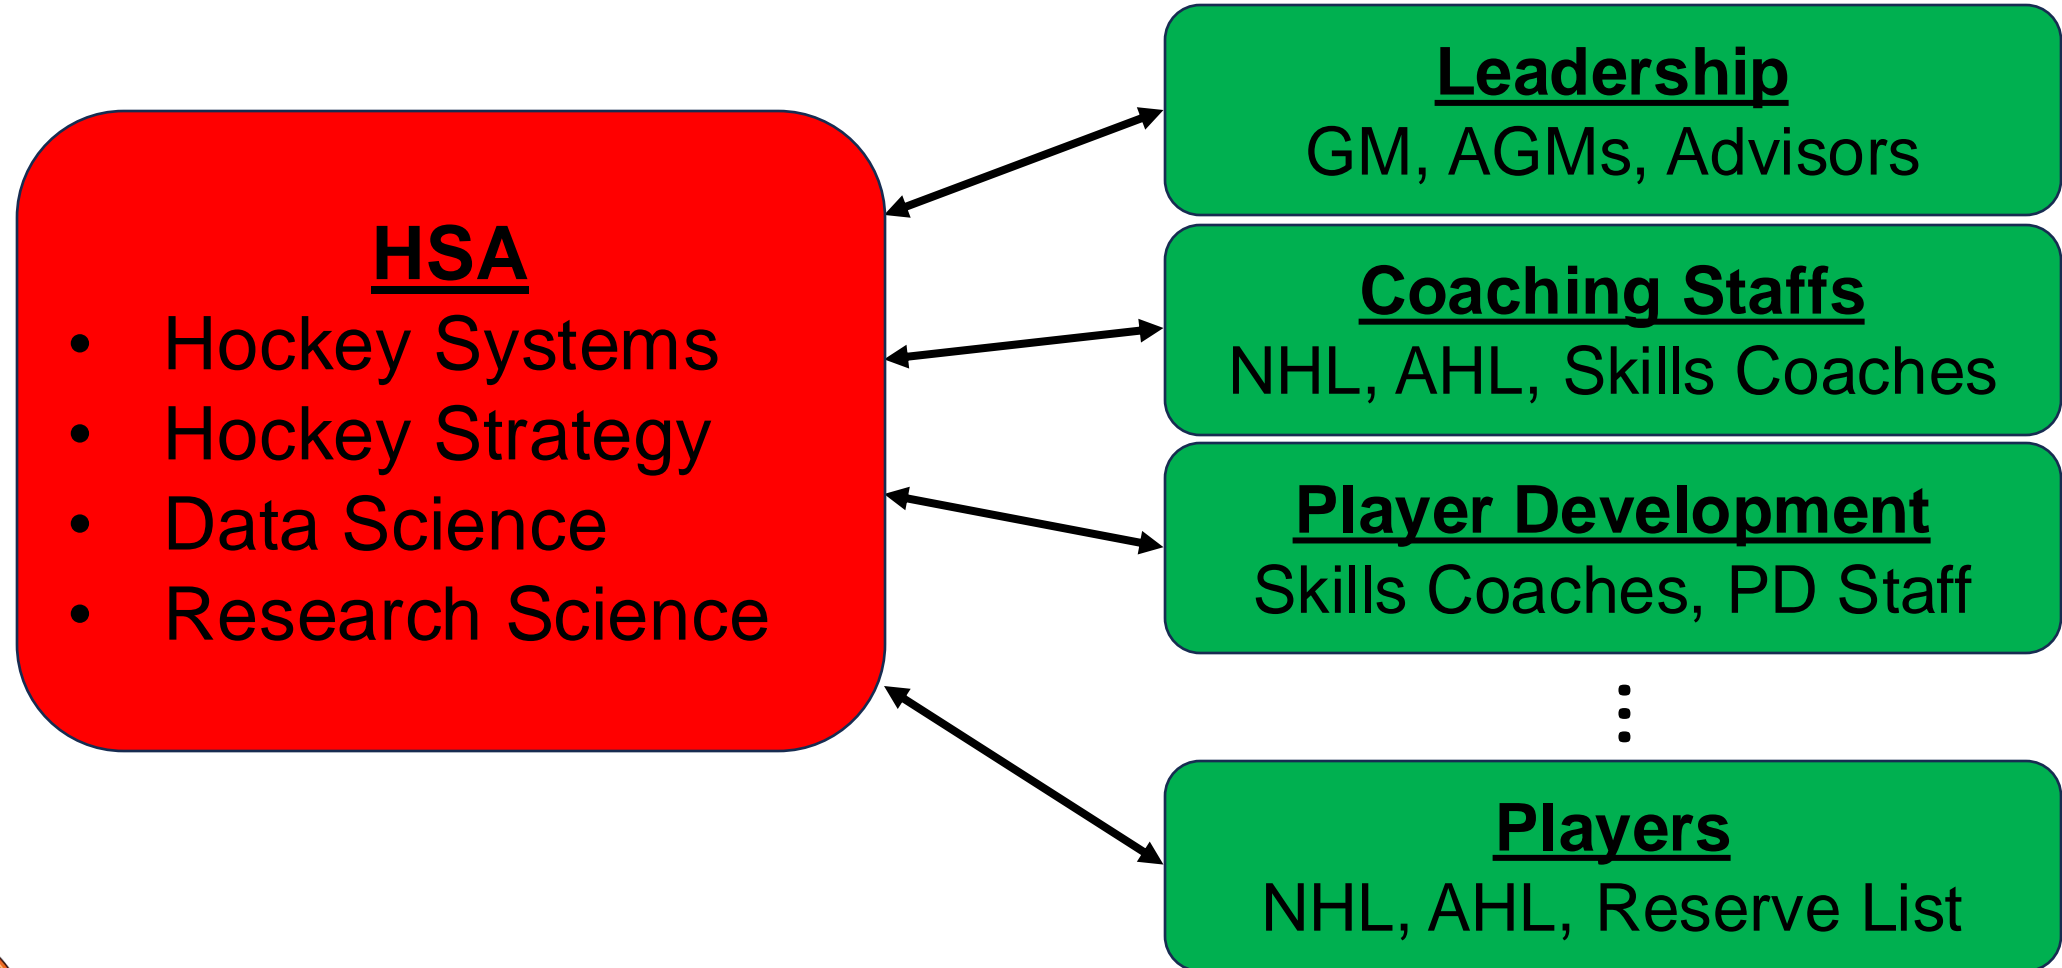 HSA
• Hockey Systems
• Hockey Strategy
• Data Science
• Research Science
Leadership
GM, AGMs, Advisors
Coaching Staffs
NHL, AHL, Skills Coaches
Player Development
Skills Coaches, PD Staff
⋮
Players
NHL, AHL, Reserve List